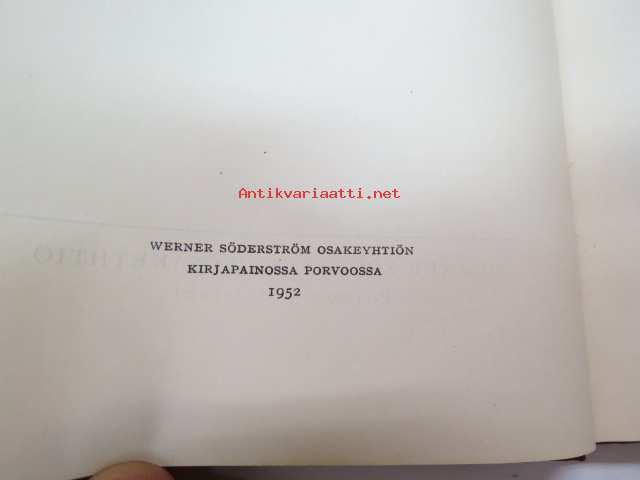 Antikvariaatti.net
WERNER SÖDERSTRÖM OSAKEYHTIÖN
KIRJAPAINOSSA PORVOOSSA
1952